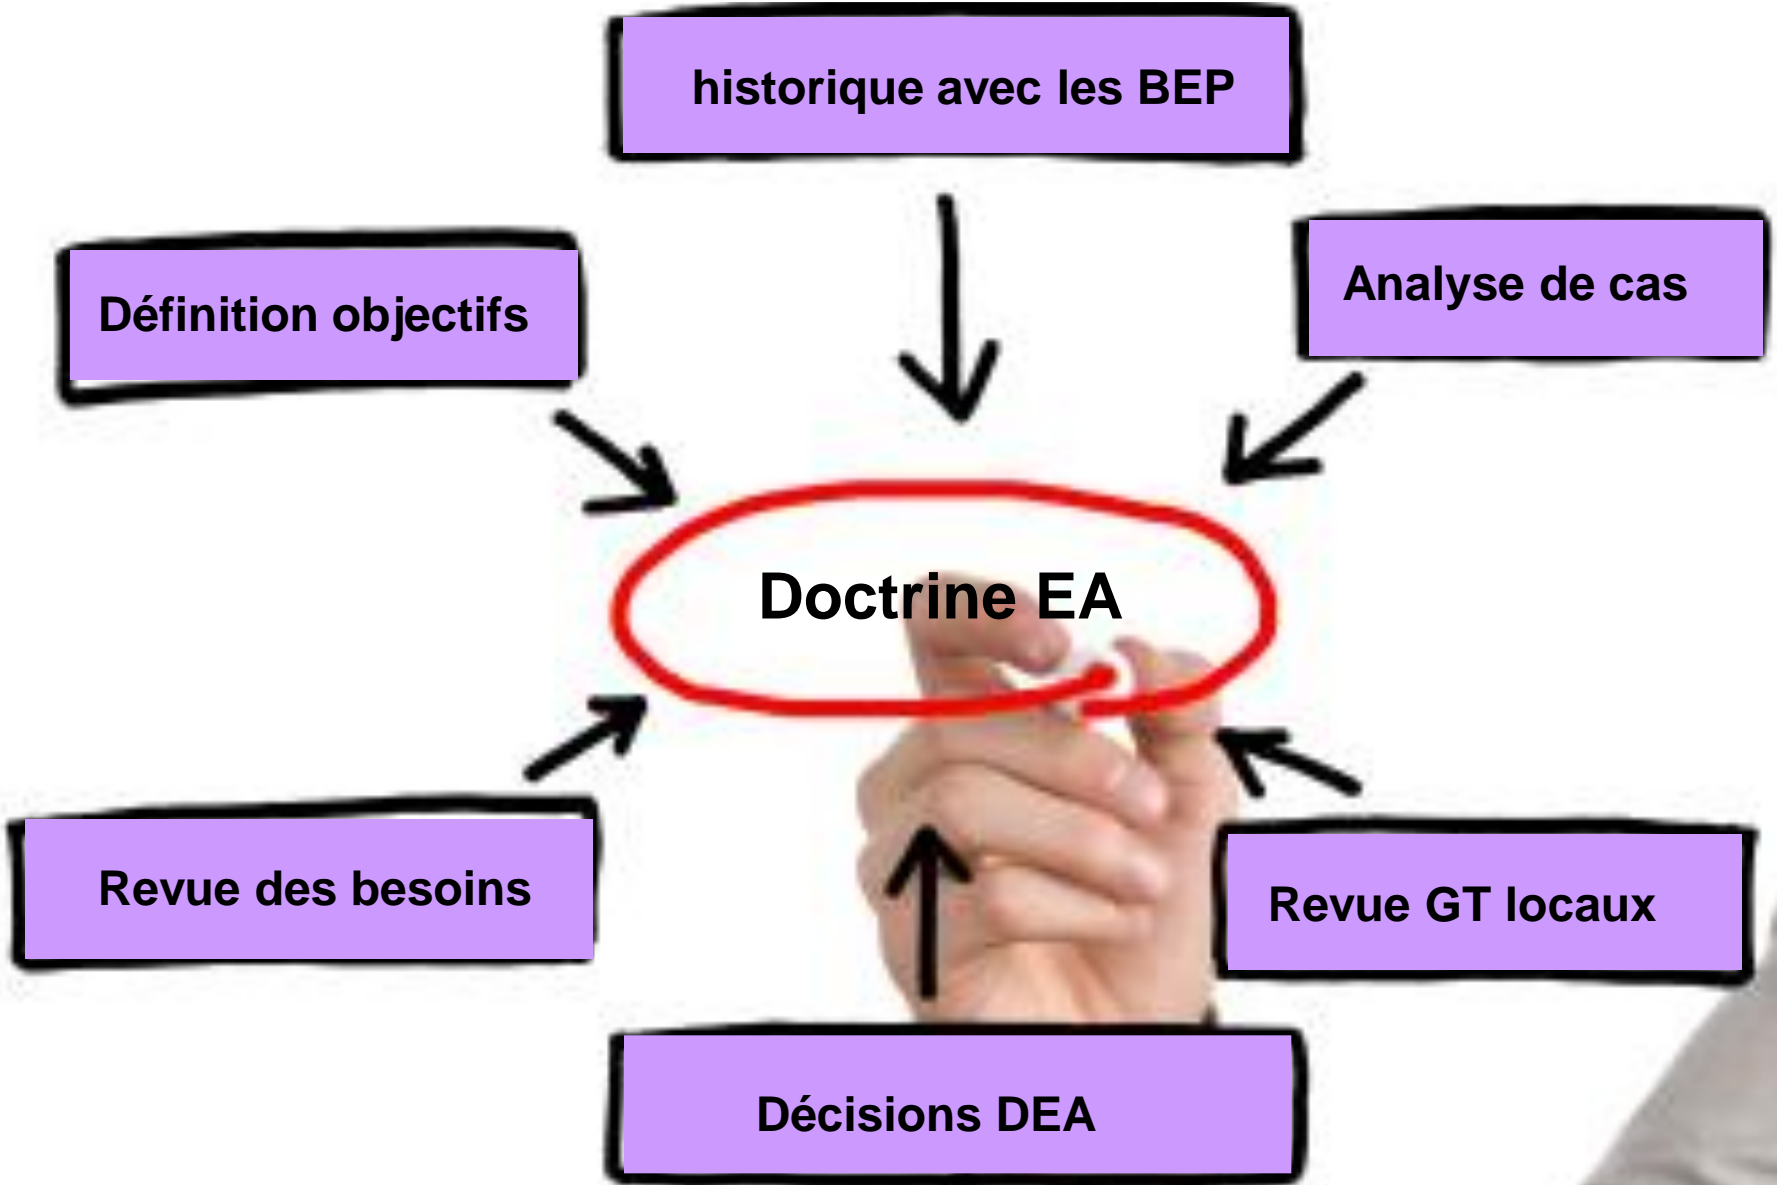 historique avec les BEP
Définition objectifs
Analyse de cas
Doctrine EA
Revue des besoins
Revue GT locaux
Décisions DEA